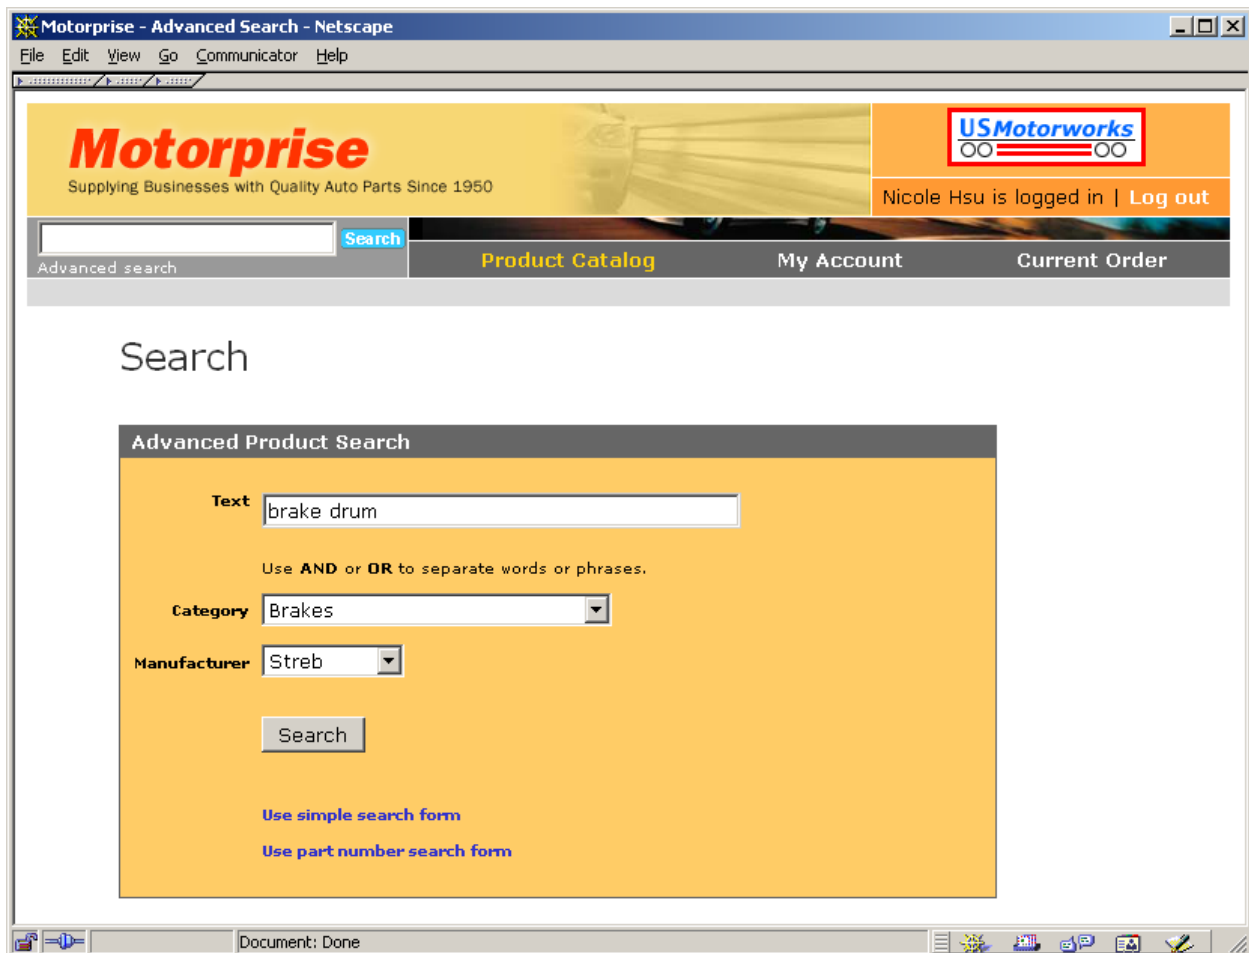 Motorprise - Advanced Search - Netscape
File Edit View Go Communicator Help
Motorprise
Supplying Businesses with Quality Auto Parts Since 1950
USMotorworks
Nicole Hsu is logged in | Log out
Search
Advanced search
Product Catalog My Account Current Order
Search
Advanced Product Search
Text brake drum
Use AND or OR to separate words or phrases.
Category Brakes
Manufacturer Streb
Search
Use simple search form
Use part number search form
Document: Done